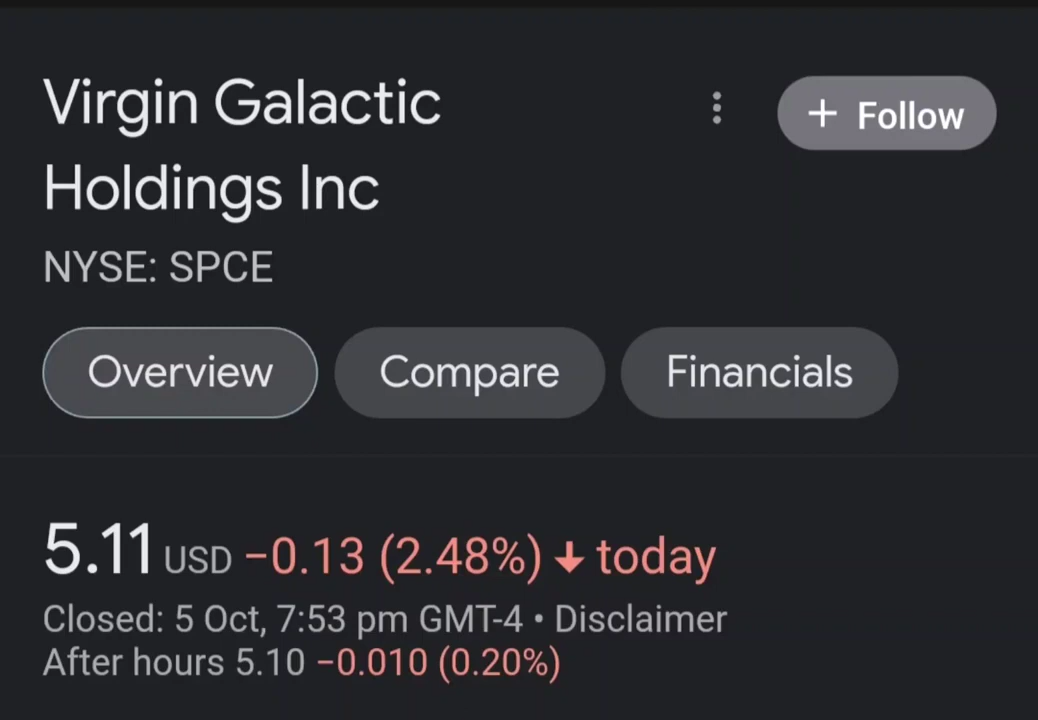 Virgin Galactic
Holdings Inc
+ Follow
NYSE: SPCE
Overview Compare Financials
5.11 USD −0.13 (2.48%) ↓ today
Closed: 5 Oct, 7:53 pm GMT-4 • Disclaimer
After hours 5.10 −0.010 (0.20%)